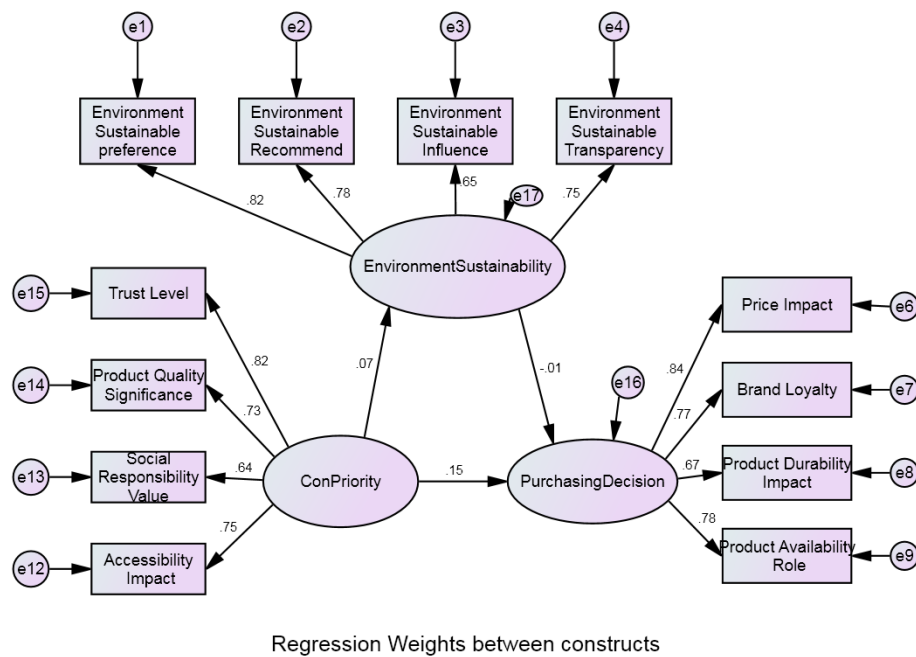 e1
e2
e3
e4
Environment
Sustainable
preference
Environment
Sustainable
Recommend
Environment
Sustainable
Influence
Environment
Sustainable
Transparency
.82
.78
.65
.75
e17
EnvironmentSustainability
e15
Trust Level
Price Impact
e6
.82
.07
-.01
.84
e14
Product Quality
Significance
.73
e16
.77
Brand Loyalty
e7
e13
Social
Responsibility
Value
.64
ConPriority
.15
PurchasingDecision
.67
Product Durability
Impact
e8
.75
.78
e12
Accessibility
Impact
Product Availability
Role
e9
Regression Weights between constructs